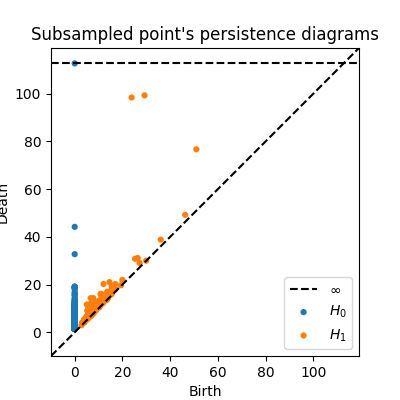 Subsampled point's persistence diagrams
Death
100
80
60
40
20
0
∞
H₀
H₁
0 20 40 60 80 100
Birth